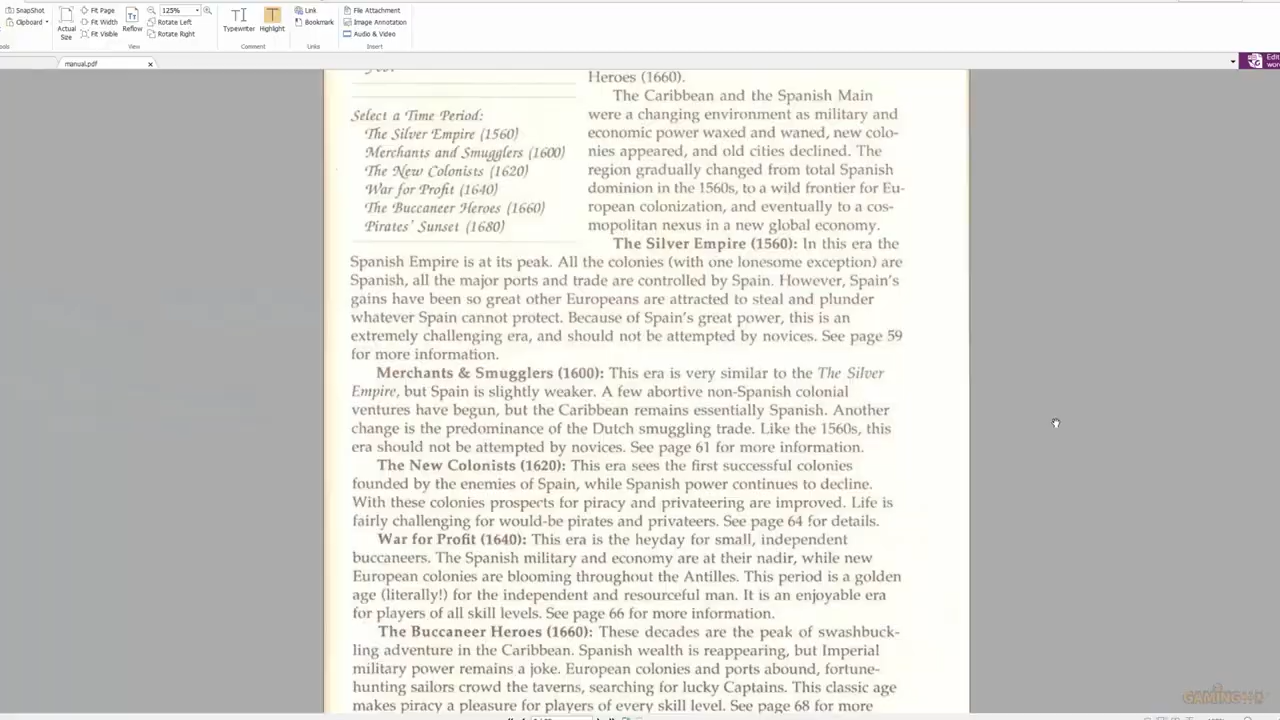 SnapShot
Clipboard
Actual Size
Fit Page
Fit Width
Fit Visible
Reflow
125%
Rotate Left
Rotate Right
View
Typewriter
Highlight
Comment
Link
Bookmark
Links
File Attachment
Image Annotation
Audio & Video
Insert
manual.pdf
Select a Time Period:
The Silver Empire (1560)
Merchants and Smugglers (1600)
The New Colonists (1620)
War for Profit (1640)
The Buccaneer Heroes (1660)
Pirates' Sunset (1680)
Heroes (1660).
The Caribbean and the Spanish Main
were a changing environment as military and
economic power waxed and waned, new colo-
nies appeared, and old cities declined. The
region gradually changed from total Spanish
dominion in the 1560s, to a wild frontier for Eu-
ropean colonization, and eventually to a cos-
mopolitan nexus in a new global economy.
The Silver Empire (1560): In this era the
Spanish Empire is at its peak. All the colonies (with one lonesome exception) are
Spanish, all the major ports and trade are controlled by Spain. However, Spain's
gains have been so great other Europeans are attracted to steal and plunder
whatever Spain cannot protect. Because of Spain's great power, this is an
extremely challenging era, and should not be attempted by novices. See page 59
for more information.
Merchants & Smugglers (1600): This era is very similar to the The Silver
Empire, but Spain is slightly weaker. A few abortive non-Spanish colonial
ventures have begun, but the Caribbean remains essentially Spanish. Another
change is the predominance of the Dutch smuggling trade. Like the 1560s, this
era should not be attempted by novices. See page 61 for more information.
The New Colonists (1620): This era sees the first successful colonies
founded by the enemies of Spain, while Spanish power continues to decline.
With these colonies prospects for piracy and privateering are improved. Life is
fairly challenging for would-be pirates and privateers. See page 64 for details.
War for Profit (1640): This era is the heyday for small, independent
buccaneers. The Spanish military and economy are at their nadir, while new
European colonies are blooming throughout the Antilles. This period is a golden
age (literally!) for the independent and resourceful man. It is an enjoyable era
for players of all skill levels. See page 66 for more information.
The Buccaneer Heroes (1660): These decades are the peak of swashbuck-
ling adventure in the Caribbean. Spanish wealth is reappearing, but Imperial
military power remains a joke. European colonies and ports abound, fortune-
hunting sailors crowd the taverns, searching for lucky Captains. This classic age
makes piracy a pleasure for players of every skill level. See page 68 for more